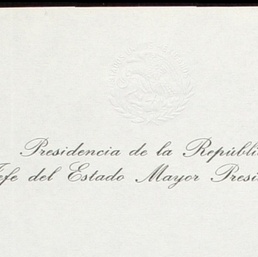 Presidencia de la Repúbli
Jefe del Estado Mayor Presi